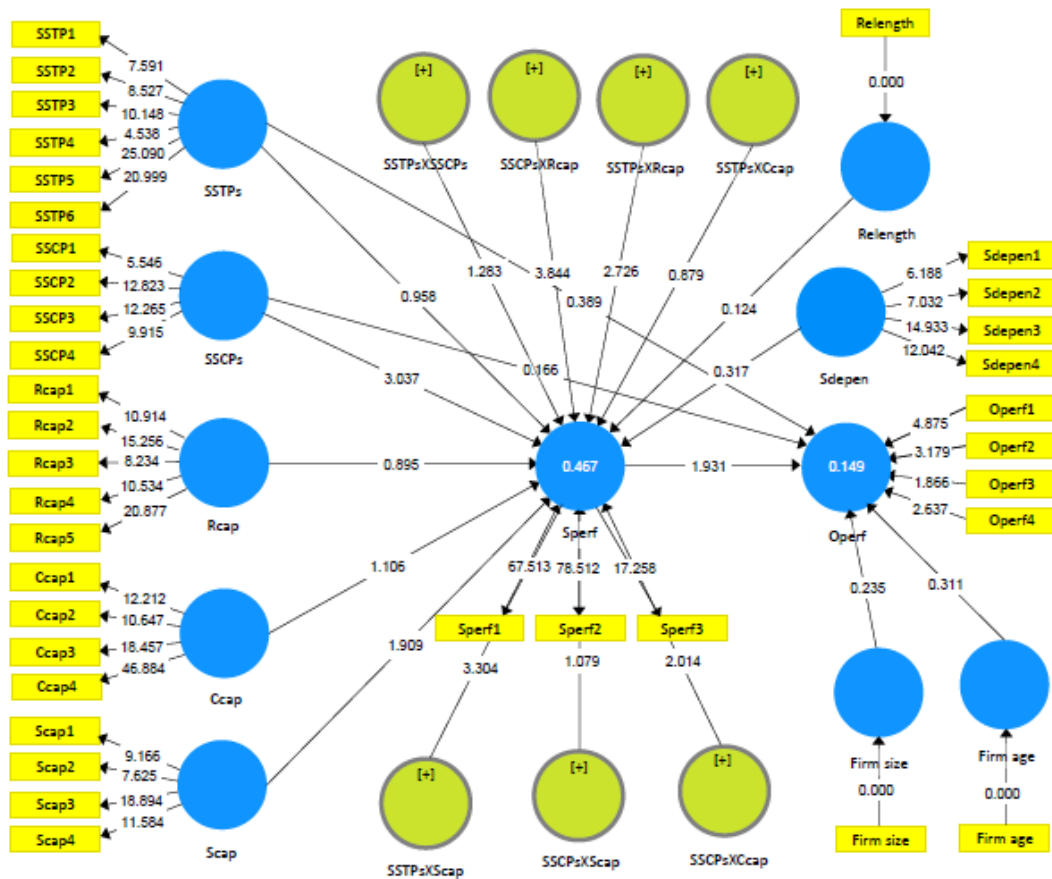 SSTP1
SSTP2
SSTP3
SSTP4
SSTP5
SSTP6
7.591
8.527
10.148
4.538
25.090
20.999
SSTPs
SSCP1
SSCP2
SSCP3
SSCP4
5.546
12.823
12.265
9.915
SSCPs
Rcap1
Rcap2
Rcap3
Rcap4
Rcap5
10.914
15.256
8.234
10.534
20.877
Rcap
Ccap1
Ccap2
Ccap3
Ccap4
12.212
10.647
18.457
46.884
Ccap
Scap1
Scap2
Scap3
Scap4
9.166
7.625
18.894
11.584
Scap
[+]
[+]
[+]
[+]
SSTPsXSSCPs
SSCPsXRcap
SSTPsXRcap
SSTPsXCcap
1.283
3.844
2.726
0.879
0.958
0.389
0.124
3.037
0.166
0.317
0.895
1.106
1.909
0.467
Sperf
1.931
0.149
Operf
67.513
78.512
17.258
Sperf1
Sperf2
Sperf3
3.304
1.079
2.014
[+]
[+]
[+]
SSTPsXScap
SSCPsXScap
SSCPsXCcap
Relength
0.000
Relength
Sdepen1
Sdepen2
Sdepen3
Sdepen4
6.188
7.032
14.933
12.042
Sdepen
Operf1
Operf2
Operf3
Operf4
4.875
3.179
1.866
2.637
0.235
0.311
Firm size
Firm age
0.000
0.000
Firm size
Firm age